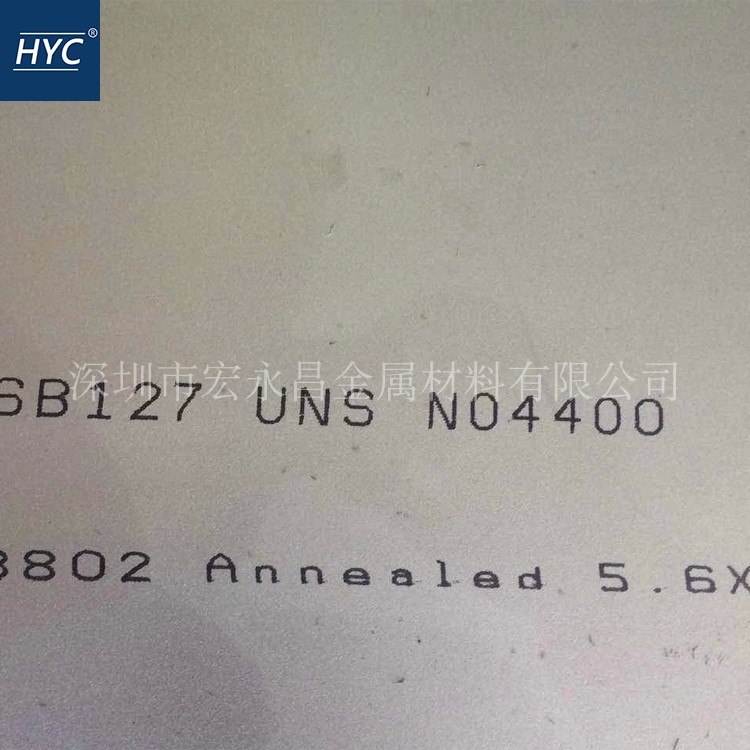 HYC®
深圳市宏永昌金属材料有限公司
SB127 UNS N04400
8802 Annealed 5.6X